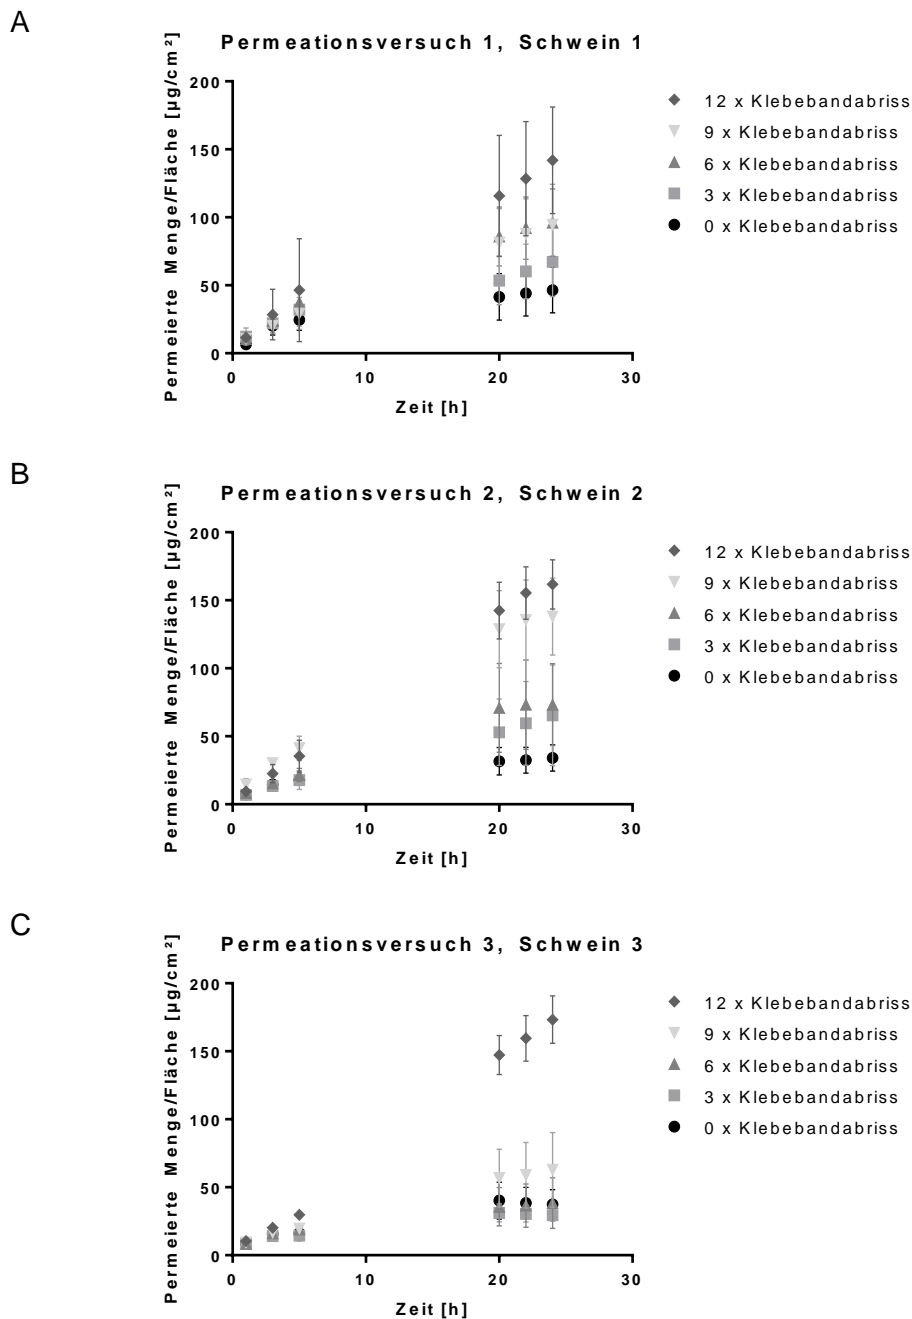 A
Permeationsversuch 1, Schwein 1
Permeierte Menge/Fläche [µg/cm²]
200
150
100
50
0
0 10 20 30
Zeit [h]
12 x Klebebandabriss
9 x Klebebandabriss
6 x Klebebandabriss
3 x Klebebandabriss
0 x Klebebandabriss
B
Permeationsversuch 2, Schwein 2
Permeierte Menge/Fläche [µg/cm²]
200
150
100
50
0
0 10 20 30
Zeit [h]
12 x Klebebandabriss
9 x Klebebandabriss
6 x Klebebandabriss
3 x Klebebandabriss
0 x Klebebandabriss
C
Permeationsversuch 3, Schwein 3
Permeierte Menge/Fläche [µg/cm²]
200
150
100
50
0
0 10 20 30
Zeit [h]
12 x Klebebandabriss
9 x Klebebandabriss
6 x Klebebandabriss
3 x Klebebandabriss
0 x Klebebandabriss